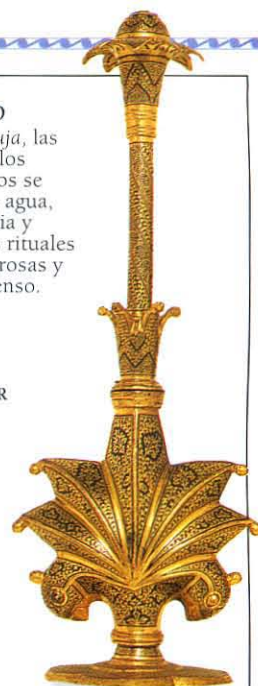 O
uja, las
los
os se
agua,
ia y
rituales
rosas y
enso.
R